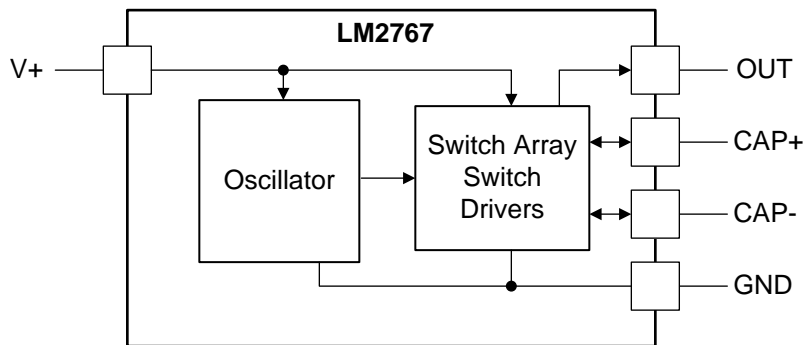 LM2767
V+
OUT
Oscillator
Switch Array
Switch
Drivers
CAP+
CAP-
GND